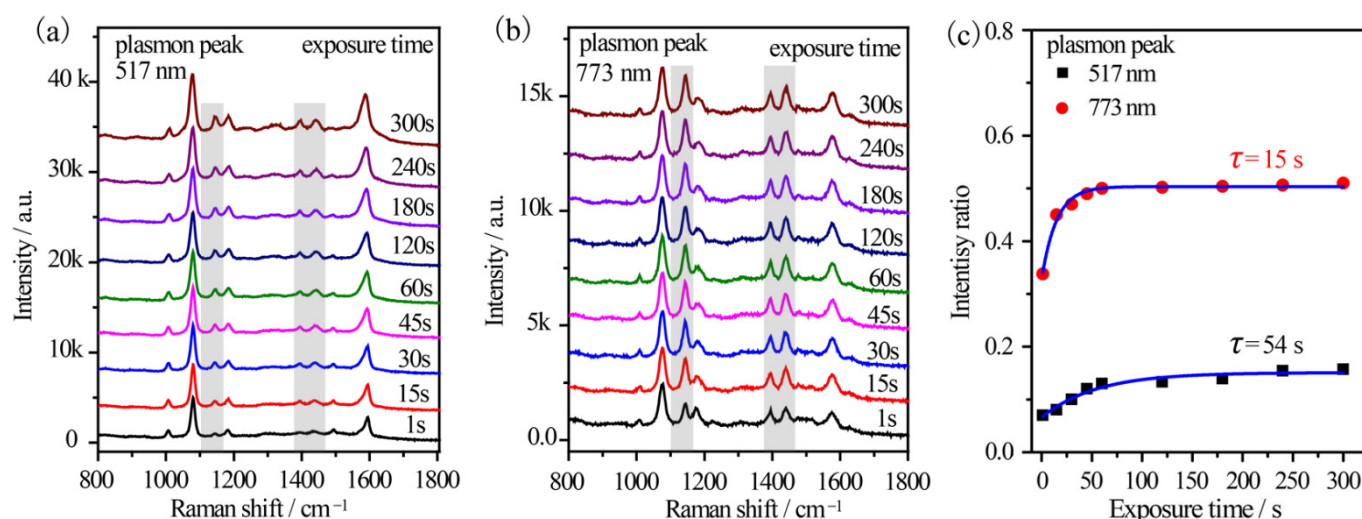 (a)
plasmon peak
517 nm
exposure time
40 k
30k
20k
10k
0
300s
240s
180s
120s
60s
45s
30s
15s
1s
Intensity / a.u.
800 1000 1200 1400 1600 1800
Raman shift / cm⁻¹
(b)
plasmon peak
773 nm
exposure time
15k
10k
5k
0.0
300s
240s
180s
120s
60s
45s
30s
15s
1s
Intensity / a.u.
800 1000 1200 1400 1600 1800
Raman shift / cm⁻¹
(c)
plasmon peak
517 nm
773 nm
0.8
0.6
0.4
0.2
0.0
τ=15 s
τ=54 s
Intentisy ratio
0 50 100 150 200 250 300
Exposure time / s